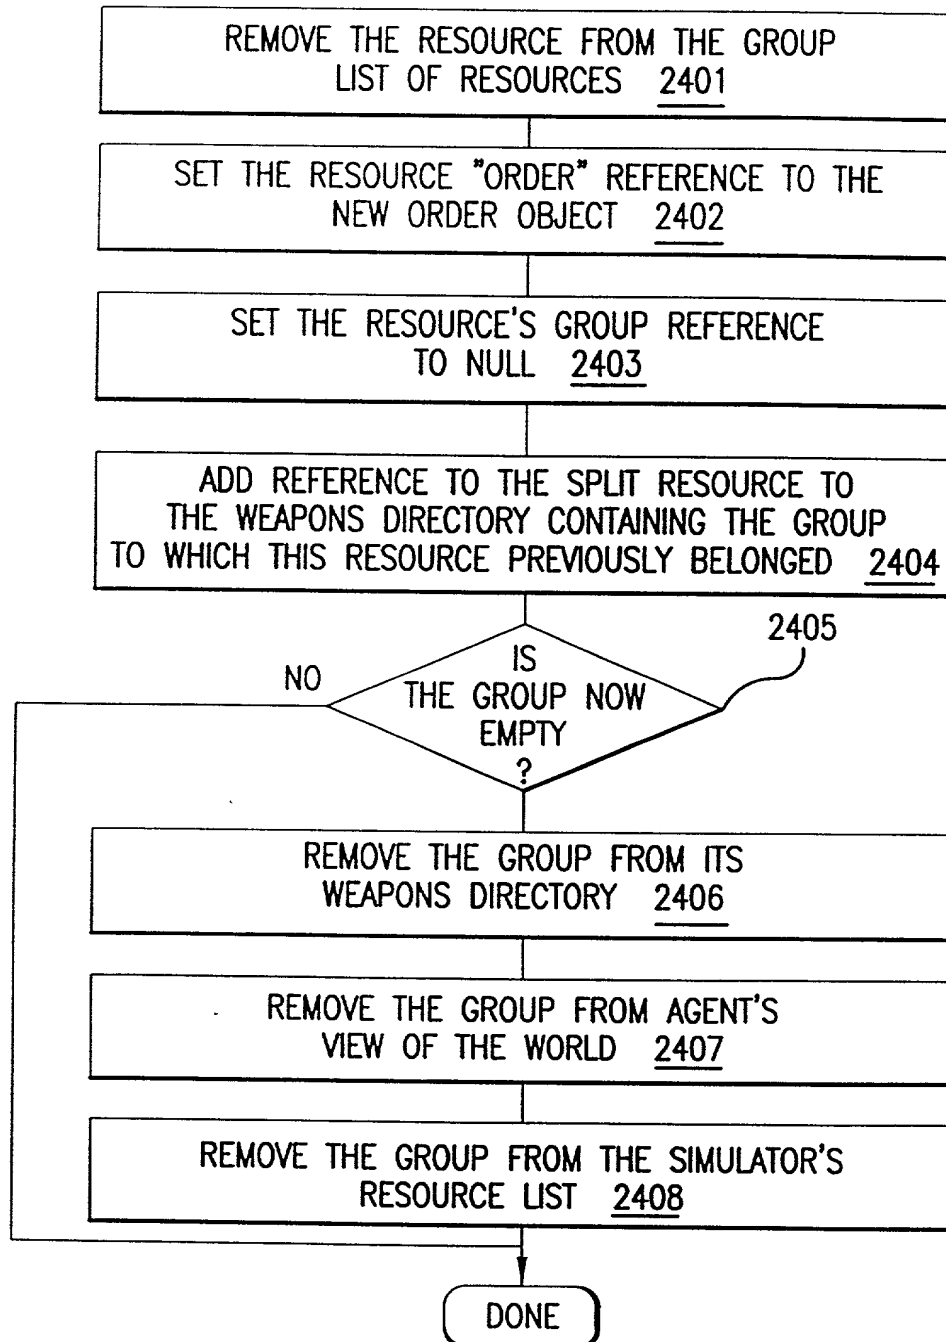 REMOVE THE RESOURCE FROM THE GROUP
LIST OF RESOURCES 2401
SET THE RESOURCE "ORDER" REFERENCE TO THE
NEW ORDER OBJECT 2402
SET THE RESOURCE'S GROUP REFERENCE
TO NULL 2403
ADD REFERENCE TO THE SPLIT RESOURCE TO
THE WEAPONS DIRECTORY CONTAINING THE GROUP
TO WHICH THIS RESOURCE PREVIOUSLY BELONGED 2404
2405
NO
IS
THE GROUP NOW
EMPTY
?
REMOVE THE GROUP FROM ITS
WEAPONS DIRECTORY 2406
REMOVE THE GROUP FROM AGENT'S
VIEW OF THE WORLD 2407
REMOVE THE GROUP FROM THE SIMULATOR'S
RESOURCE LIST 2408
DONE